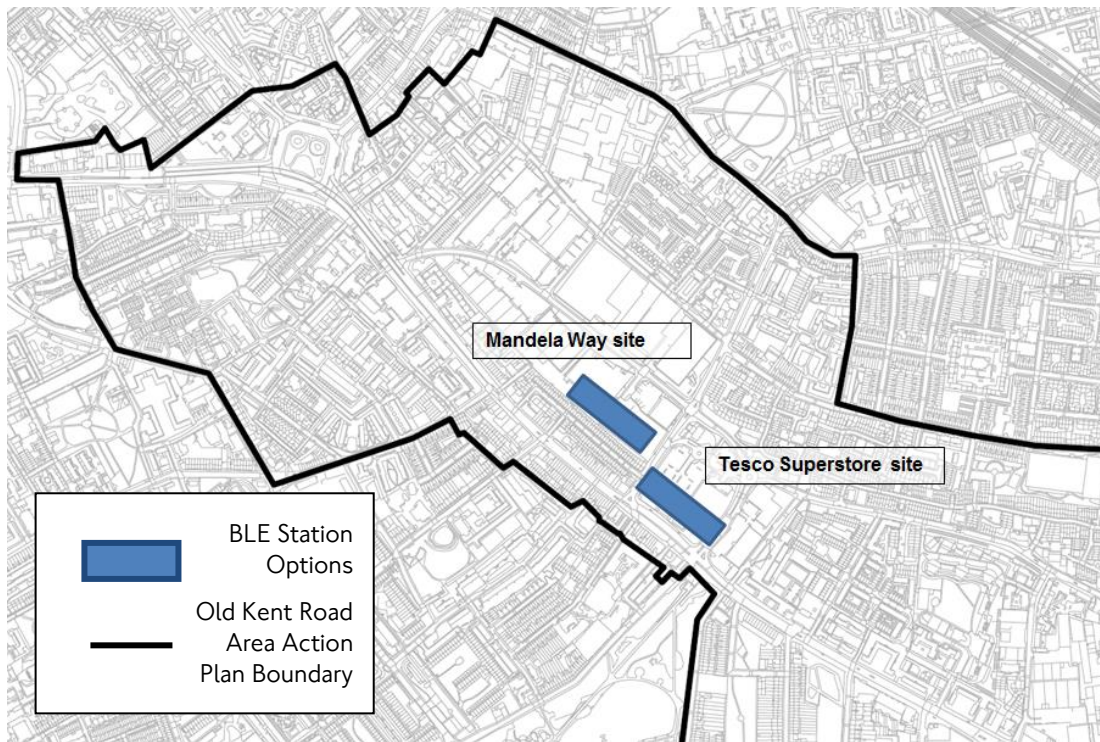 Mandela Way site
Tesco Superstore site
BLE Station
Options
Old Kent Road
Area Action
Plan Boundary